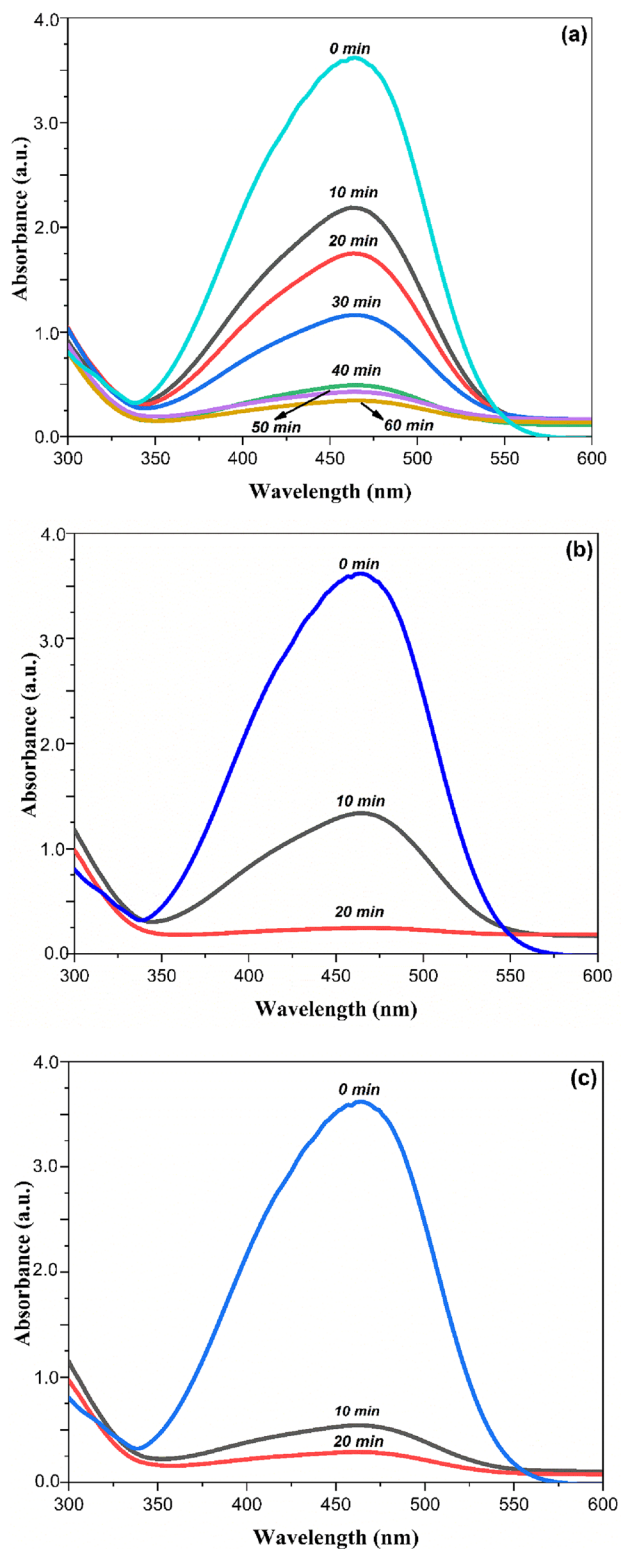 (a)
4.0
0 min
3.0
Absorbance (a.u.)
10 min
2.0
20 min
30 min
1.0
40 min
50 min
60 min
0.0
300 350 400 450 500 550 600
Wavelength (nm)
(b)
4.0
0 min
3.0
Absorbance (a.u.)
2.0
10 min
1.0
20 min
0.0
300 350 400 450 500 550 600
Wavelength (nm)
(c)
4.0
0 min
3.0
Absorbance (a.u.)
2.0
1.0
10 min
20 min
0.0
300 350 400 450 500 550 600
Wavelength (nm)